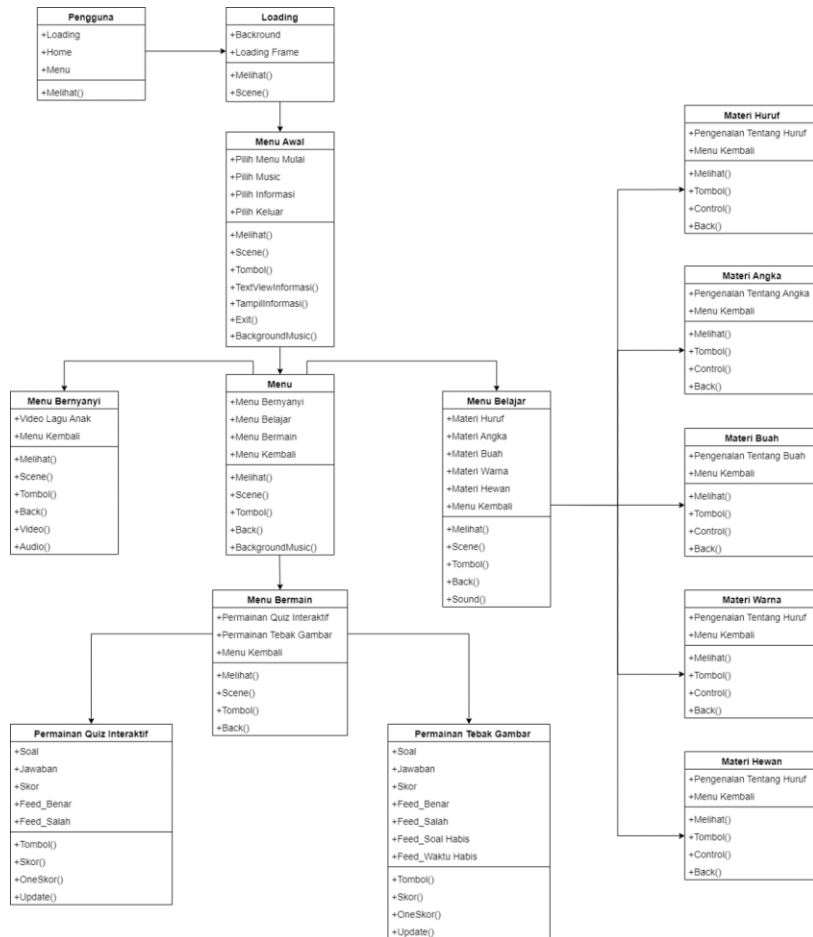 Pengguna
+Loading
+Home
+Menu
+Melihat()
Loading
+Backround
+Loading Frame
+Melihat()
+Scene()
Menu Awal
+Pilih Menu Mulai
+Pilih Music
+Pilih Informasi
+Pilih Keluar
+Melihat()
+Scene()
+Tombol()
+TextViewInformasi()
+TampilInformasi()
+Exit()
+BackgroundMusic()
Menu Bernyanyi
+Video Lagu Anak
+Menu Kembali
+Melihat()
+Scene()
+Tombol()
+Back()
+Video()
+Audio()
Menu
+Menu Bernyanyi
+Menu Belajar
+Menu Bermain
+Menu Kembali
+Melihat()
+Scene()
+Tombol()
+Back()
+BackgroundMusic()
Menu Belajar
+Materi Huruf
+Materi Angka
+Materi Buah
+Materi Warna
+Materi Hewan
+Menu Kembali
+Melihat()
+Scene()
+Tombol()
+Back()
+Sound()
Materi Huruf
+Pengenalan Tentang Huruf
+Menu Kembali
+Melihat()
+Tombol()
+Control()
+Back()
Materi Angka
+Pengenalan Tentang Angka
+Menu Kembali
+Melihat()
+Tombol()
+Control()
+Back()
Materi Buah
+Pengenalan Tentang Buah
+Menu Kembali
+Melihat()
+Tombol()
+Control()
+Back()
Materi Warna
+Pengenalan Tentang Huruf
+Menu Kembali
+Melihat()
+Tombol()
+Control()
+Back()
Materi Hewan
+Pengenalan Tentang Huruf
+Menu Kembali
+Melihat()
+Tombol()
+Control()
+Back()
Menu Bermain
+Permainan Quiz Interaktif
+Permainan Tebak Gambar
+Menu Kembali
+Melihat()
+Scene()
+Tombol()
+Back()
Permainan Quiz Interaktif
+Soal
+Jawaban
+Skor
+Feed_Benar
+Feed_Salah
+Tombol()
+Skor()
+OneSkor()
+Update()
Permainan Tebak Gambar
+Soal
+Jawaban
+Skor
+Feed_Benar
+Feed_Salah
+Feed_Soal Habis
+Feed_Waktu Habis
+Tombol()
+Skor()
+OneSkor()
+Update()